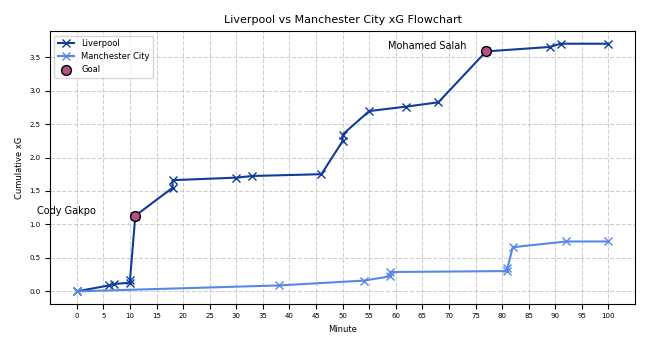 Liverpool vs Manchester City xG Flowchart
Liverpool
Manchester City
Goal
Mohamed Salah
Cody Gakpo
Cumulative xG
3.5
3.0
2.5
2.0
1.5
1.0
0.5
0.0
0 5 10 15 20 25 30 35 40 45 50 55 60 65 70 75 80 85 90 95 100
Minute